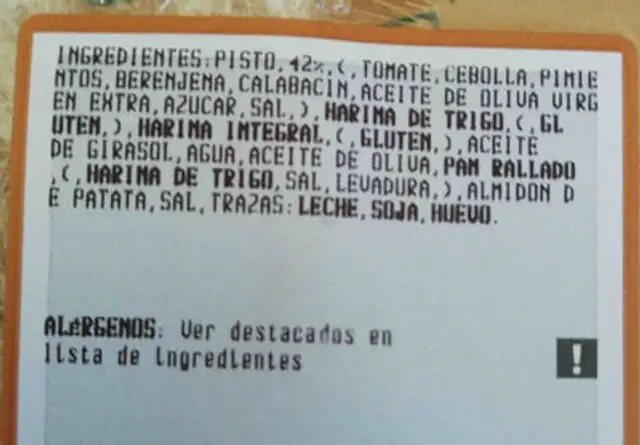 INGREDIENTES:PISTO,42%,(,TOMATE,CEBOLLA,PIMIE
NTOS,BERENJENA,CALABACIN,ACEITE DE OLIVA VIRG
EN EXTRA,AZUCAR,SAL,),HARINA DE TRIGO,(,GL
UTEN,),HARINA INTEGRAL,(,GLUTEN,),ACEITE
DE GIRASOL,AGUA,ACEITE DE OLIVA,PAN RALLADO
,(,HARINA DE TRIGO,SAL,LEVADURA,),ALMIDON D
E PATATA,SAL,TRAZAS:LECHE,SOJA,HUEVO.
ALéRGENOS: Ver destacados en
lista de ingredientes
!